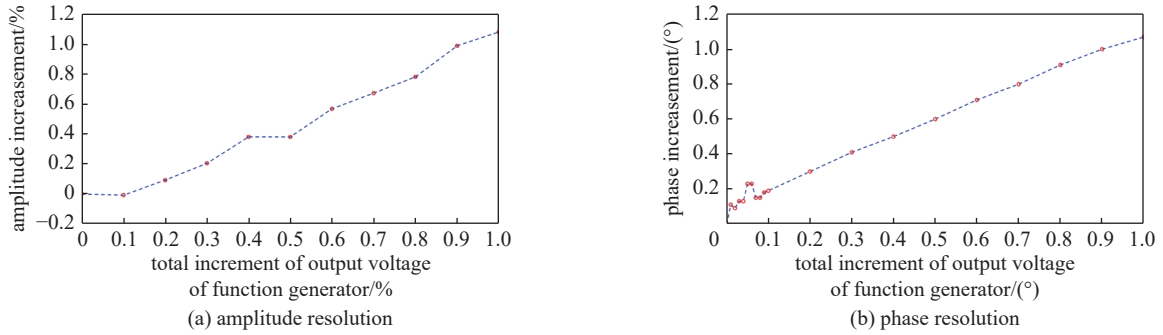 amplitude increasement/%
1.2
1.0
0.8
0.6
0.4
0.2
0
−0.2
0 0.1 0.2 0.3 0.4 0.5 0.6 0.7 0.8 0.9 1.0
total increment of output voltage
of function generator/%
(a) amplitude resolution
phase increasement/(°)
1.2
1.0
0.8
0.6
0.4
0.2
0 0.1 0.2 0.3 0.4 0.5 0.6 0.7 0.8 0.9 1.0
total increment of output voltage
of function generator/(°)
(b) phase resolution